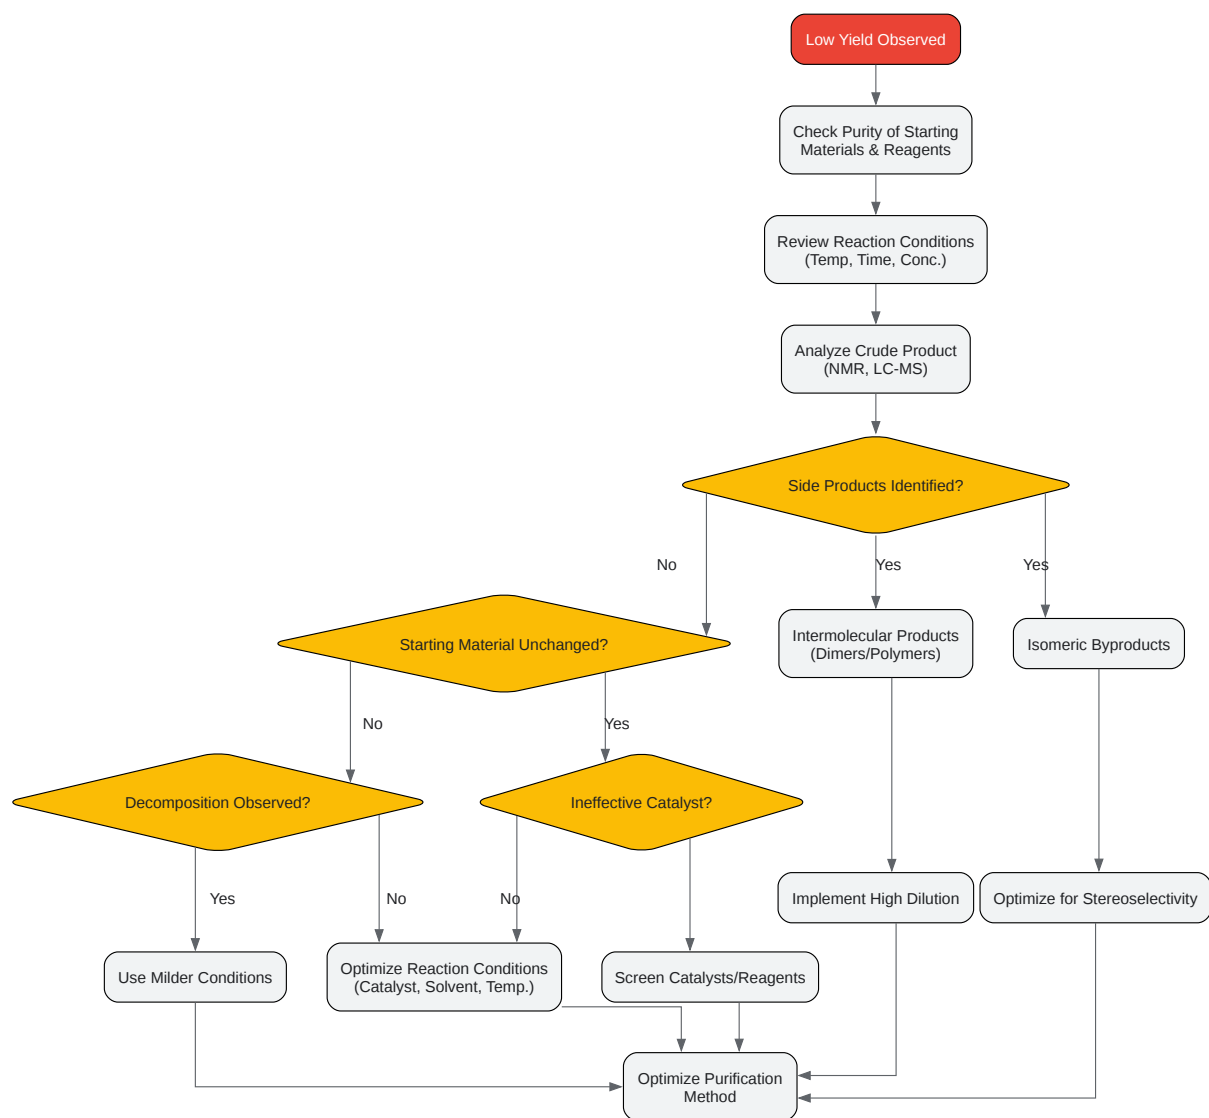 Low Yield Observed
Check Purity of Starting
Materials & Reagents
Review Reaction Conditions
(Temp, Time, Conc.)
Analyze Crude Product
(NMR, LC-MS)
Side Products Identified?
No
Yes
Yes
Starting Material Unchanged?
Intermolecular Products
(Dimers/Polymers)
Isomeric Byproducts
No
Yes
Decomposition Observed?
Ineffective Catalyst?
Yes
No
No
Implement High Dilution
Optimize for Stereoselectivity
Use Milder Conditions
Optimize Reaction Conditions
(Catalyst, Solvent, Temp.)
Screen Catalysts/Reagents
Optimize Purification
Method